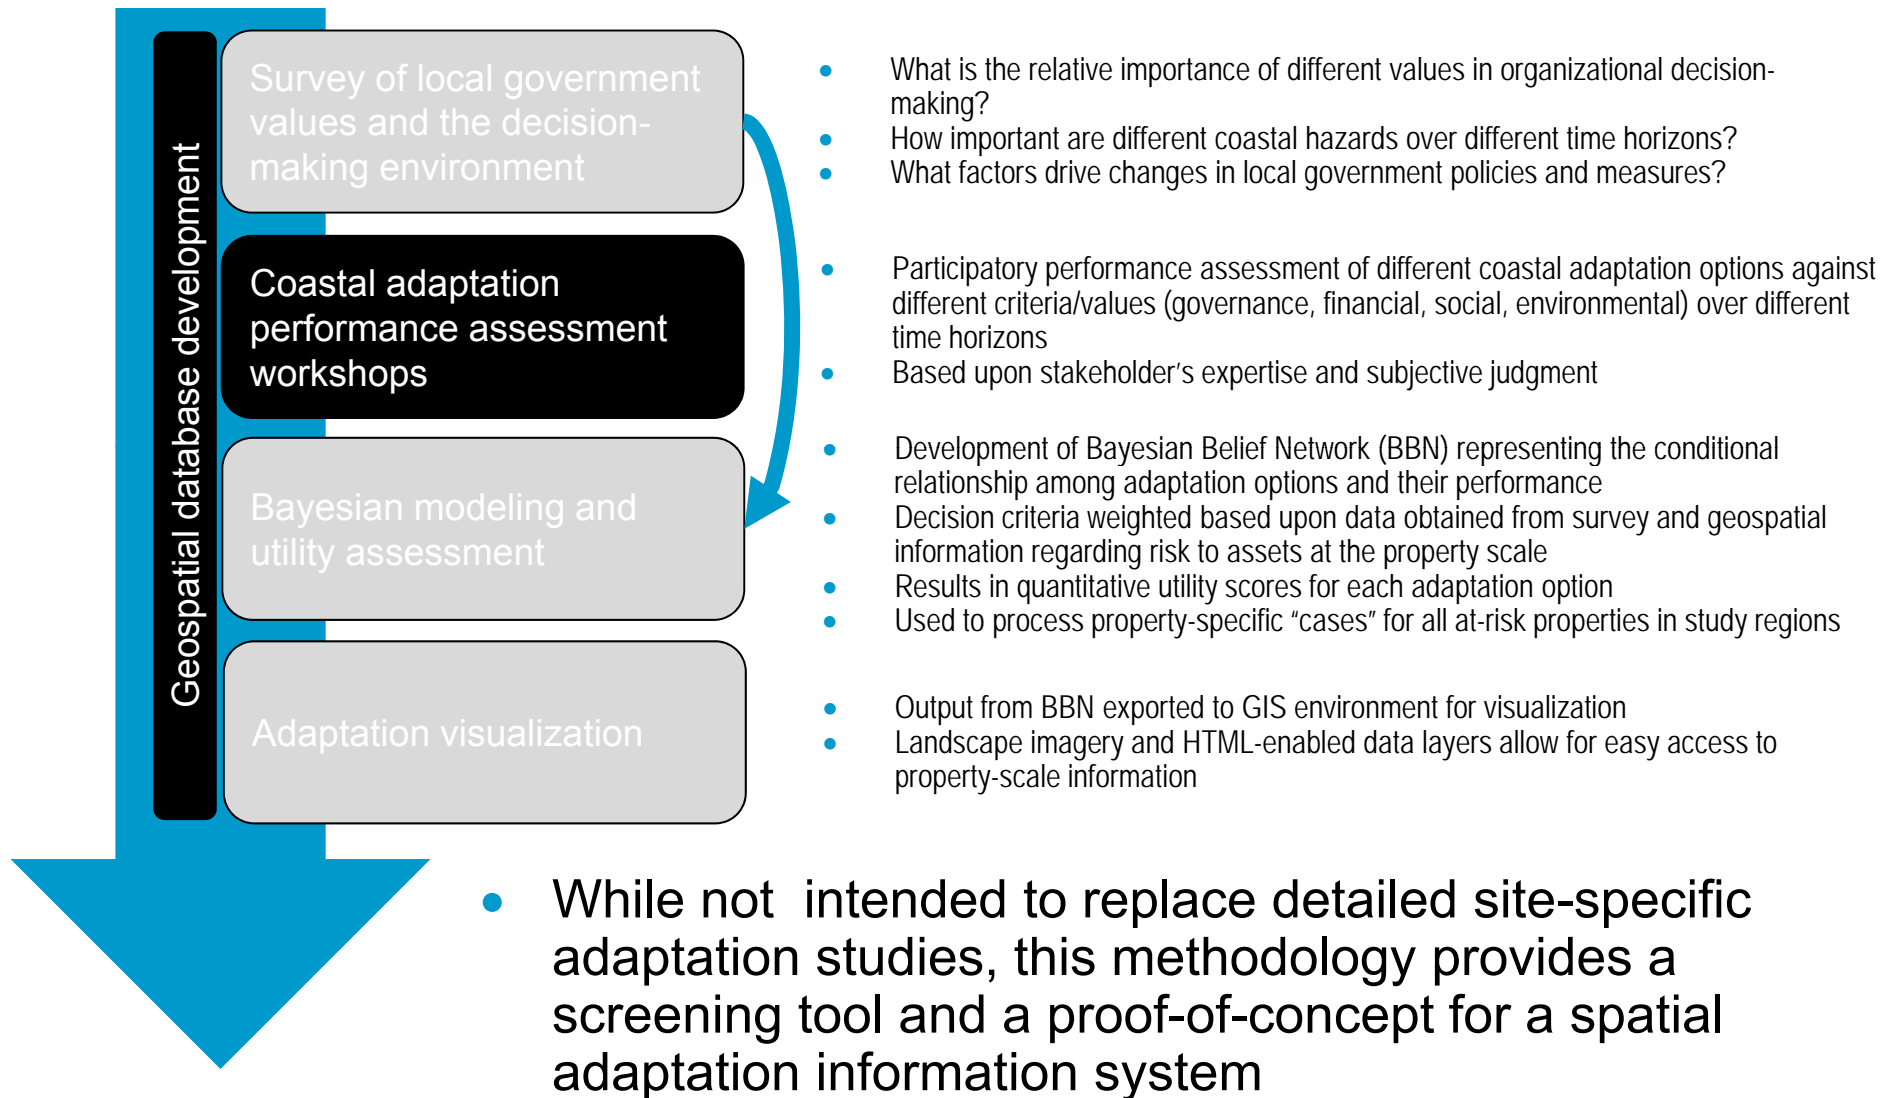 Geospatial database development
Survey of local government
values and the decision-
making environment
• What is the relative importance of different values in organizational decision-
making?
• How important are different coastal hazards over different time horizons?
• What factors drive changes in local government policies and measures?
Coastal adaptation
performance assessment
workshops
• Participatory performance assessment of different coastal adaptation options against
different criteria/values (governance, financial, social, environmental) over different
time horizons
• Based upon stakeholder’s expertise and subjective judgment
Bayesian modeling and
utility assessment
• Development of Bayesian Belief Network (BBN) representing the conditional
relationship among adaptation options and their performance
• Decision criteria weighted based upon data obtained from survey and geospatial
information regarding risk to assets at the property scale
• Results in quantitative utility scores for each adaptation option
• Used to process property-specific “cases” for all at-risk properties in study regions
Adaptation visualization
• Output from BBN exported to GIS environment for visualization
• Landscape imagery and HTML-enabled data layers allow for easy access to
property-scale information
• While not intended to replace detailed site-specific
adaptation studies, this methodology provides a
screening tool and a proof-of-concept for a spatial
adaptation information system